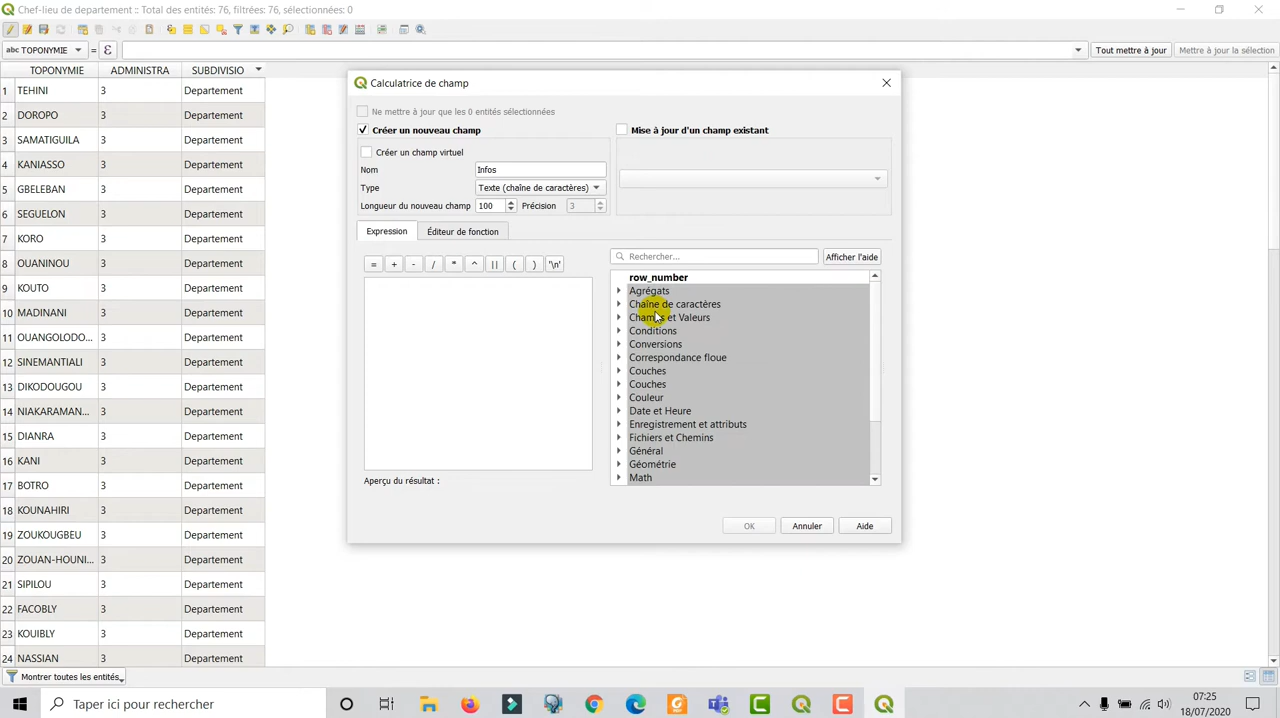 Chef-lieu de departement :: Total des entités: 76, filtrées: 76, sélectionnées: 0
abc TOPONYMIE = ε Tout mettre à jour Mettre à jour la sélection
TOPONYMIE ADMINISTRA SUBDIVISIO
1 TEHINI 3 Departement
2 DOROPO 3 Departement
3 SAMATIGUILA 3 Departement
4 KANIASSO 3 Departement
5 GBELEBAN 3 Departement
6 SEGUELON 3 Departement
7 KORO 3 Departement
8 OUANINOU 3 Departement
9 KOUTO 3 Departement
10 MADINANI 3 Departement
11 OUANGOLODO... 3 Departement
12 SINEMANTIALI 3 Departement
13 DIKODOUGOU 3 Departement
14 NIAKARAMAN... 3 Departement
15 DIANRA 3 Departement
16 KANI 3 Departement
17 BOTRO 3 Departement
18 KOUNAHIRI 3 Departement
19 ZOUKOUGBEU 3 Departement
20 ZOUAN-HOUNI... 3 Departement
21 SIPILOU 3 Departement
22 FACOBLY 3 Departement
23 KOUIBLY 3 Departement
24 NASSIAN 3 Departement
Montrer toutes les entités
Calculatrice de champ
Ne mettre à jour que les 0 entités sélectionnées
Créer un nouveau champ
Mise à jour d'un champ existant
Créer un champ virtuel
Nom Infos
Type Texte (chaîne de caractères)
Longueur du nouveau champ 100 Précision 3
Expression Éditeur de fonction
= + - / * ^ || ( ) '\n'
Rechercher... Afficher l'aide
row_number
Agrégats
Chaîne de caractères
Champs et Valeurs
Conditions
Conversions
Correspondance floue
Couches
Couches
Couleur
Date et Heure
Enregistrement et attributs
Fichiers et Chemins
Général
Géométrie
Math
Aperçu du résultat :
OK Annuler Aide
Taper ici pour rechercher
07:25
18/07/2020